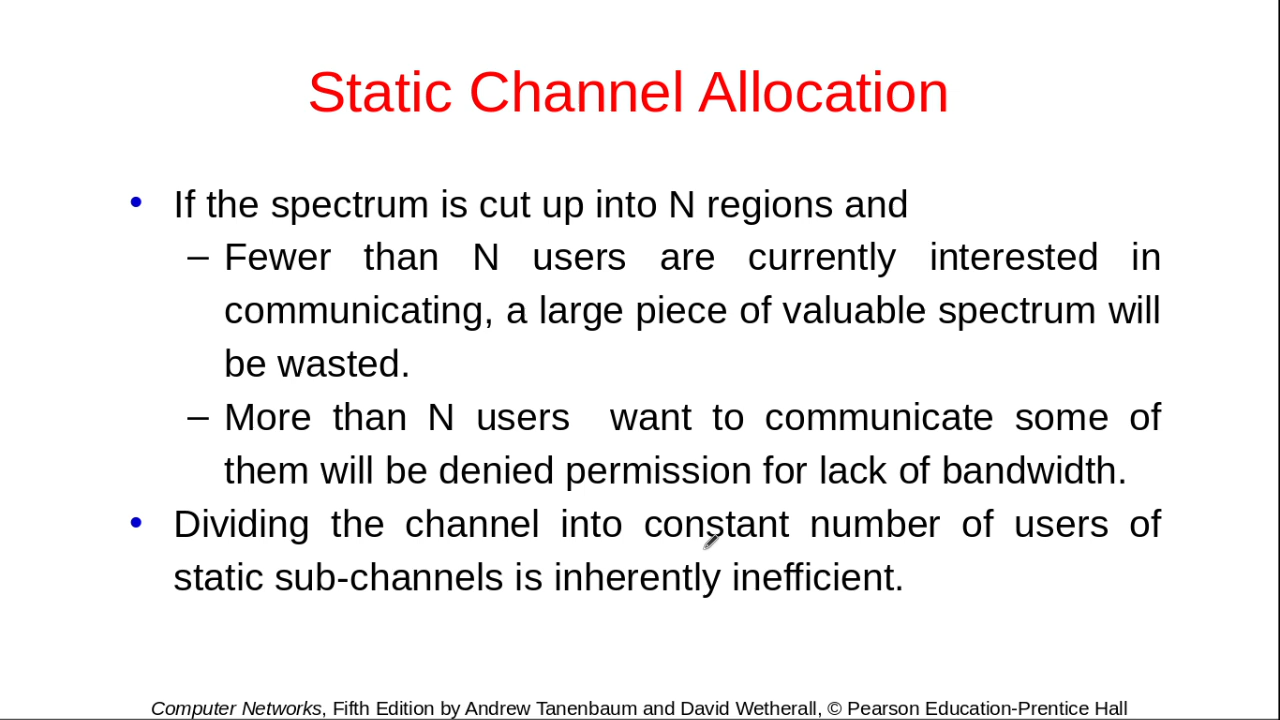 Static Channel Allocation
• If the spectrum is cut up into N regions and
– Fewer than N users are currently interested in
communicating, a large piece of valuable spectrum will
be wasted.
– More than N users want to communicate some of
them will be denied permission for lack of bandwidth.
• Dividing the channel into constant number of users of
static sub-channels is inherently inefficient.
Computer Networks, Fifth Edition by Andrew Tanenbaum and David Wetherall, © Pearson Education-Prentice Hall